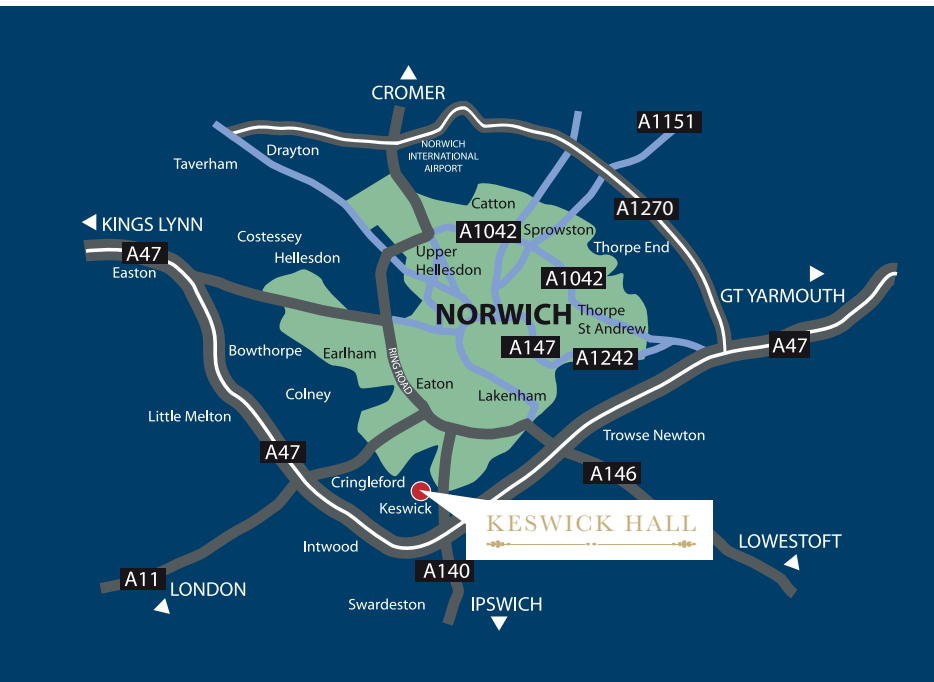 CROMER
A1151
Drayton
NORWICH
INTERNATIONAL
AIRPORT
Taverham
Catton
A1270
KINGS LYNN
A1042
Sprowston
Costessey
Thorpe End
A47
Upper
Hellesdon
Hellesdon
Easton
A1042
GT YARMOUTH
NORWICH
Thorpe
St Andrew
A147
A47
Bowthorpe
Earlham
RING ROAD
A1242
Eaton
Colney
Lakenham
Little Melton
Trowse Newton
A47
A146
Cringleford
Keswick
KESWICK HALL
Intwood
LOWESTOFT
A140
A11
LONDON
Swardeston
IPSWICH